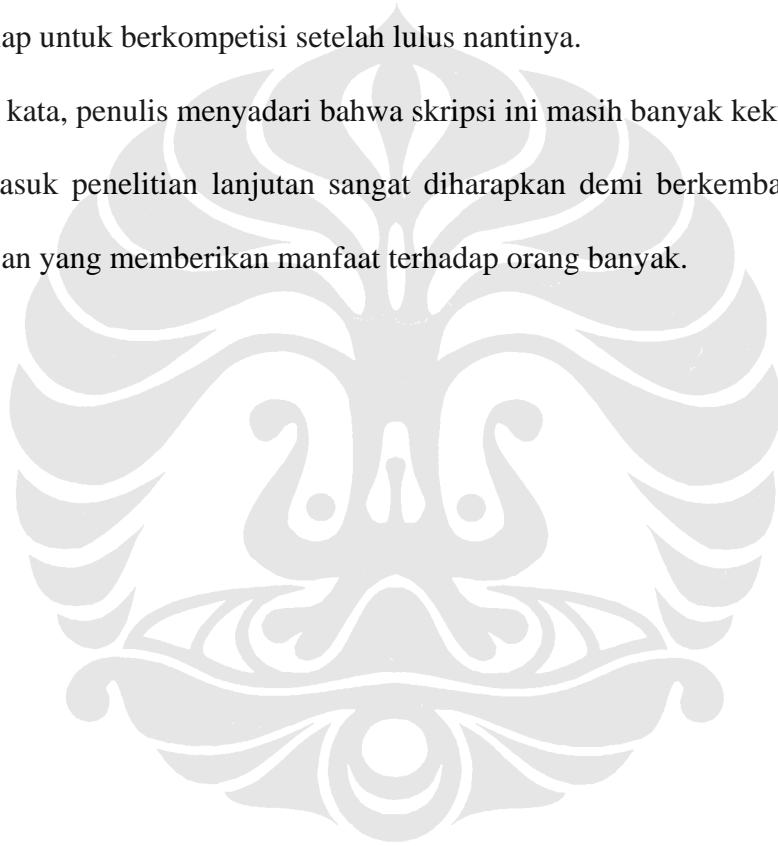 ap untuk berkompetisi setelah lulus nantinya.
kata, penulis menyadari bahwa skripsi ini masih banyak kek
asuk penelitian lanjutan sangat diharapkan demi berkemba
an yang memberikan manfaat terhadap orang banyak.